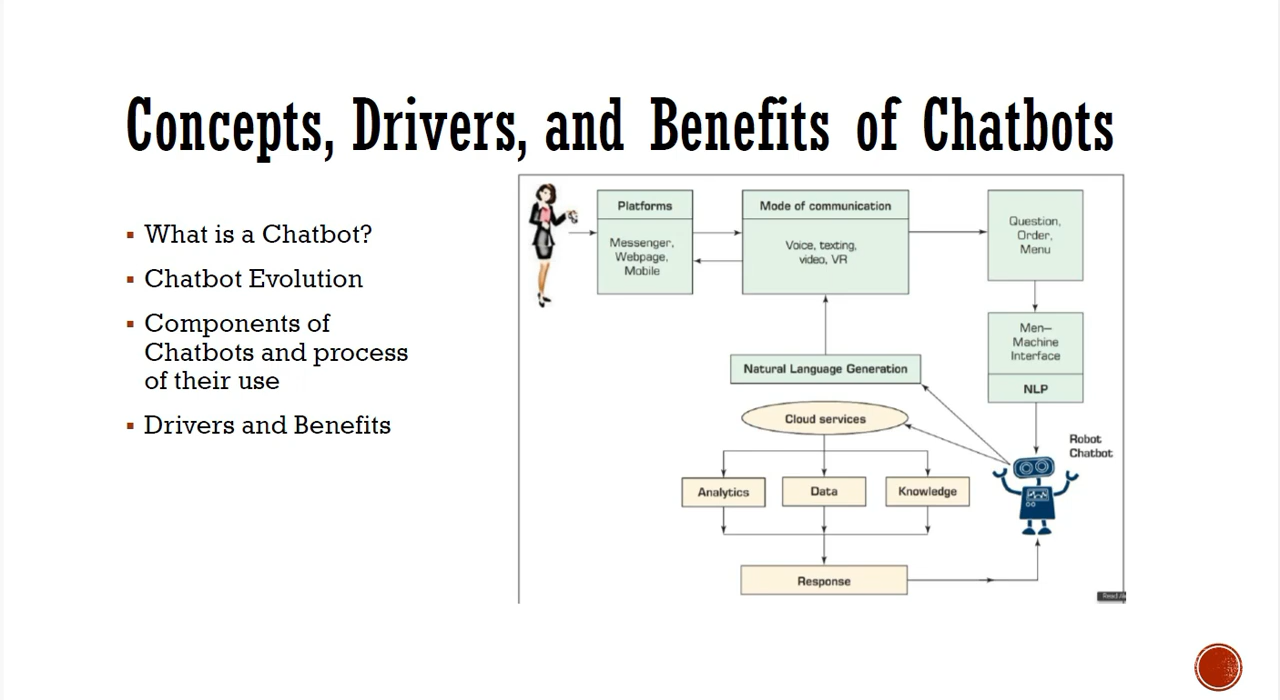 Concepts, Drivers, and Benefits of Chatbots
What is a Chatbot?
Chatbot Evolution
Components of
Chatbots and process
of their use
Drivers and Benefits
Platforms
Messenger,
Webpage,
Mobile
Mode of communication
Voice, texting,
video, VR
Question,
Order,
Menu
Men–
Machine
Interface
NLP
Natural Language Generation
Cloud services
Robot
Chatbot
Analytics
Data
Knowledge
Response
Read